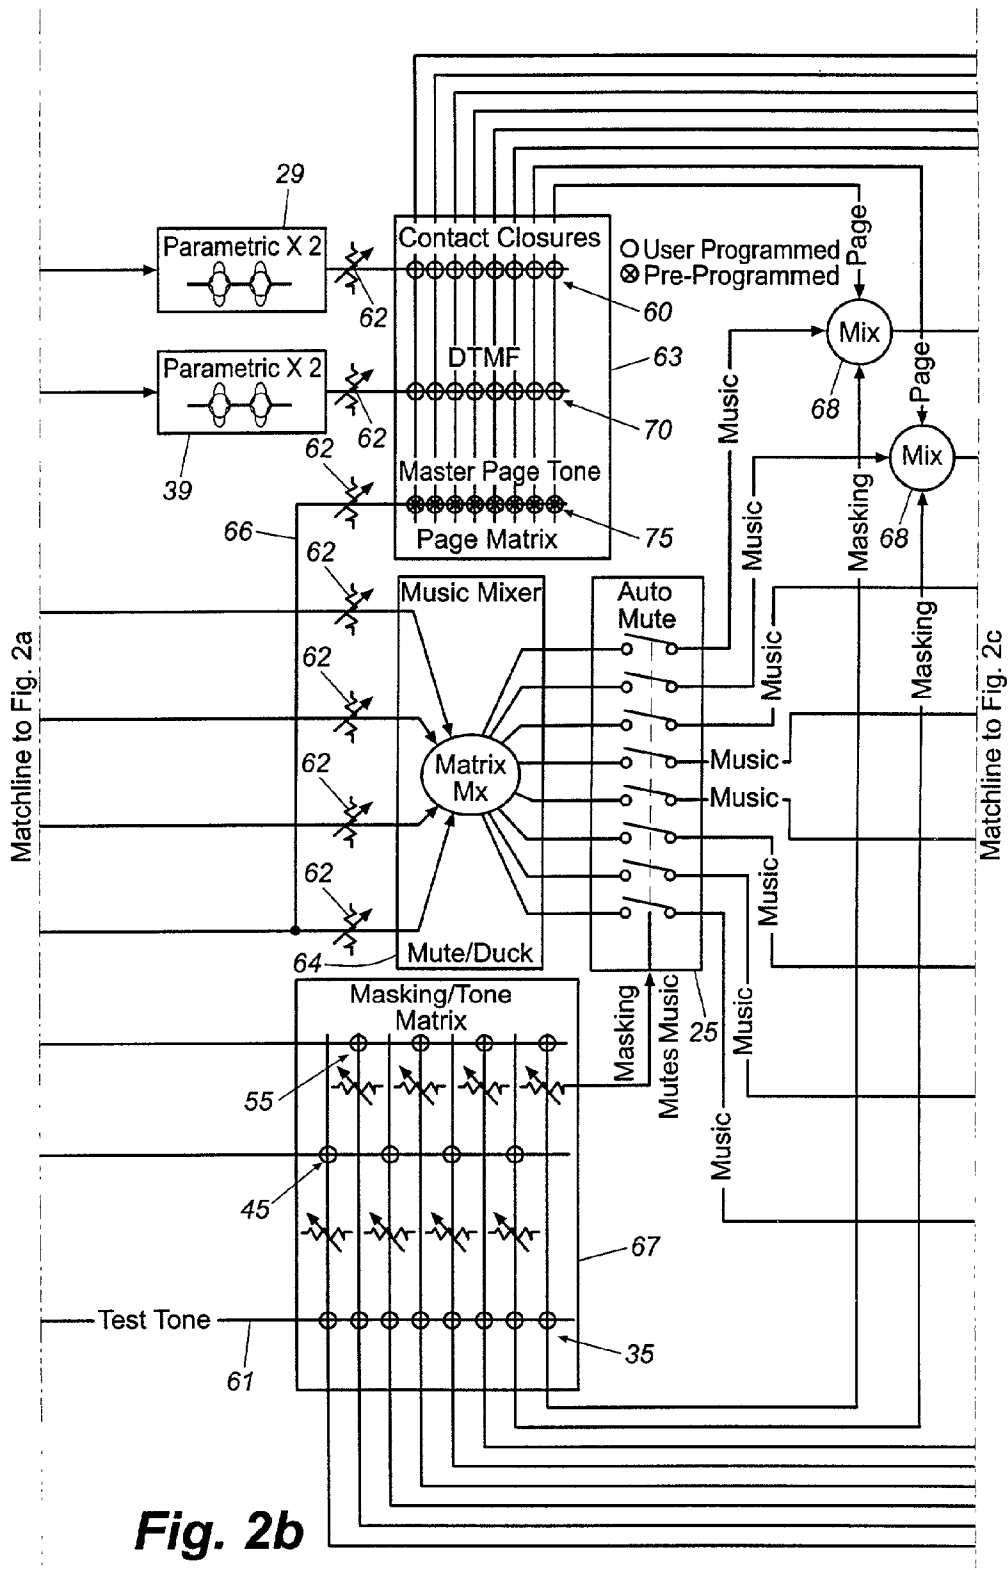 29
Parametric X 2
62
Contact Closures
User Programmed
Pre-Programmed
60
Page
Mix
68
DTMF
63
Parametric X 2
62
39
70
Music
Page
Mix
68
62
Master Page Tone
Page Matrix
75
66
Music
Masking
62
Music Mixer
Auto
Mute
Music
Masking
Matchline to Fig. 2a
Matchline to Fig. 2c
62
Matrix
Mx
Music
62
Music
62
Music
64
Mute/Duck
Masking/Tone
Matrix
Masking
Mutes Music
25
Music
55
Music
45
67
Test Tone
61
35
Fig. 2b